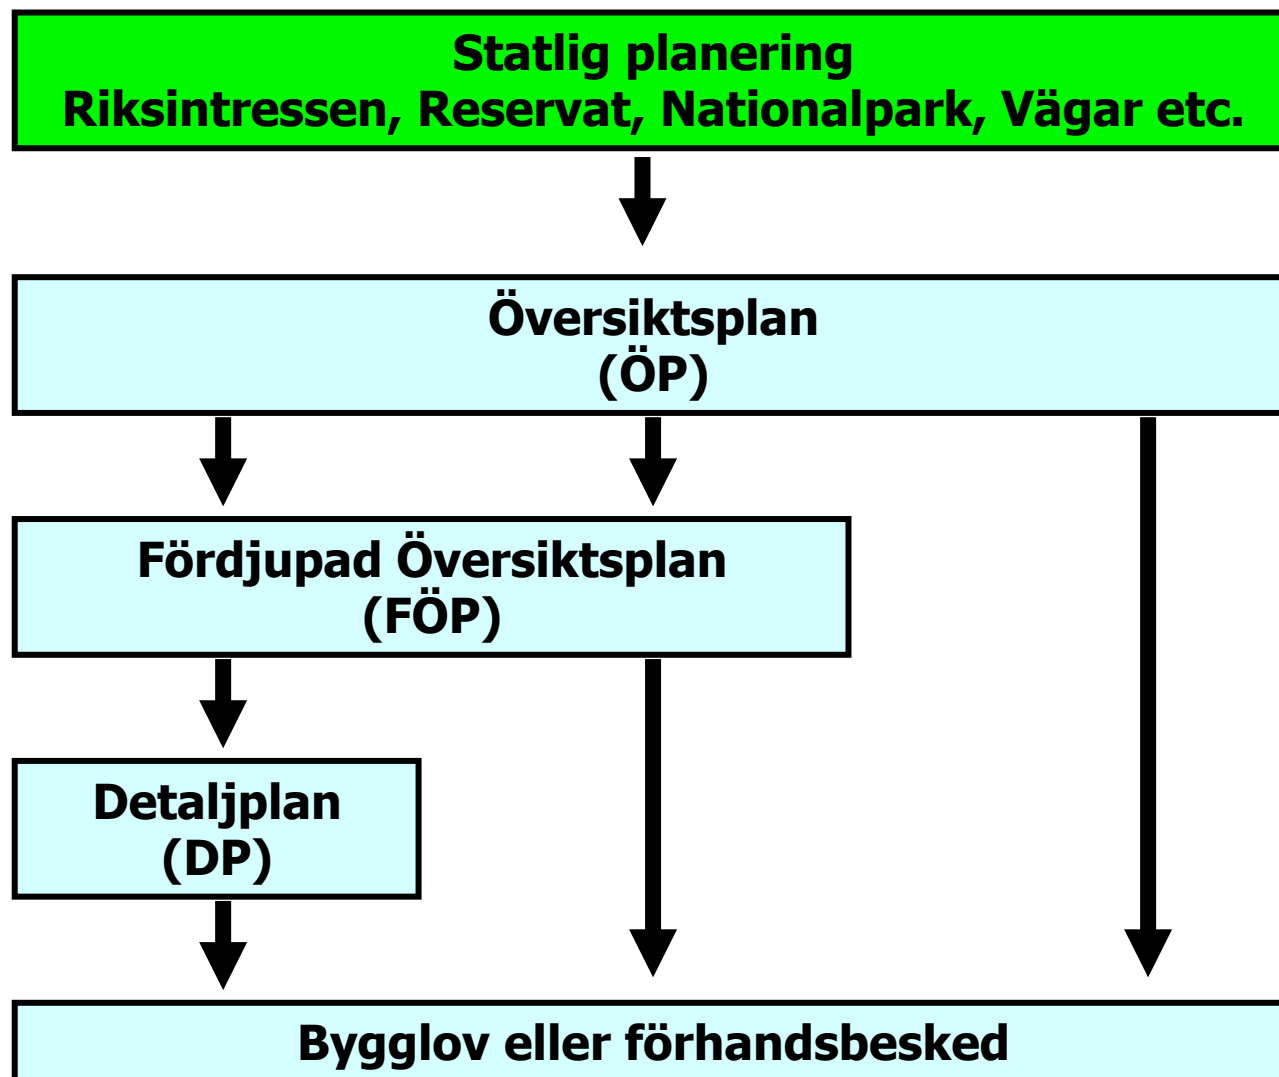 Statlig planering
Riksintressen, Reservat, Nationalpark, Vägar etc.
Översiktsplan
(ÖP)
Fördjupad Översiktsplan
(FÖP)
Detaljplan
(DP)
Bygglov eller förhandsbesked